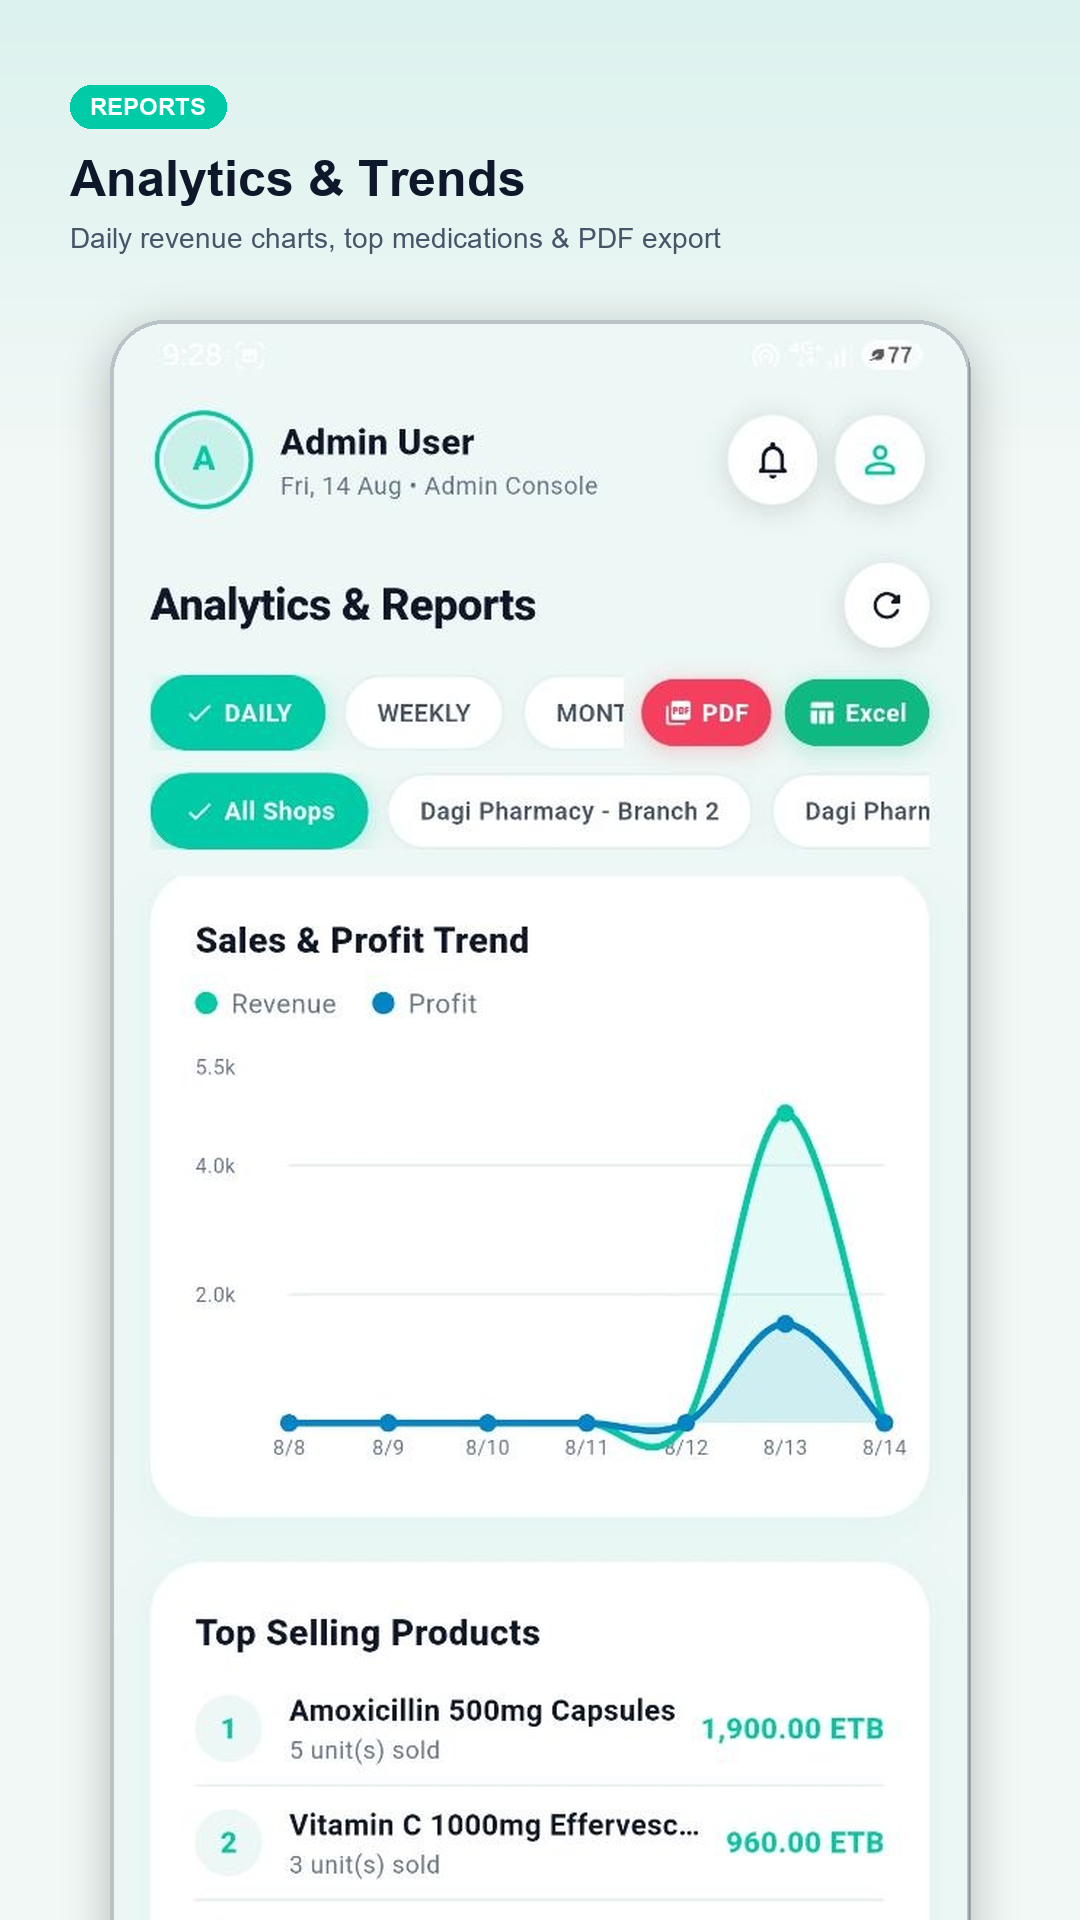 REPORTS
Analytics & Trends
Daily revenue charts, top medications & PDF export
9:28
4G+
77
A
Admin User
Fri, 14 Aug • Admin Console
Analytics & Reports
DAILY WEEKLY MONT PDF Excel
All Shops Dagi Pharmacy - Branch 2 Dagi Pharn
Sales & Profit Trend
Revenue Profit
5.5k
4.0k
2.0k
8/8 8/9 8/10 8/11 8/12 8/13 8/14
Top Selling Products
1 Amoxicillin 500mg Capsules 1,900.00 ETB
5 unit(s) sold
2 Vitamin C 1000mg Effervesc... 960.00 ETB
3 unit(s) sold